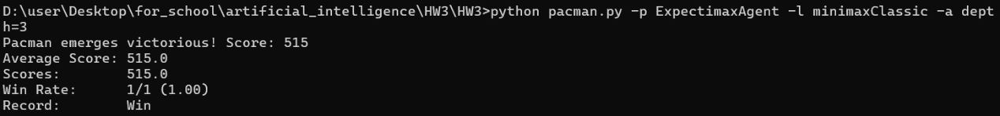 D:\user\Desktop\for_school\artificial_intelligence\HW3\HW3>python pacman.py -p ExpectimaxAgent -l minimaxClassic -a dept
h=3
Pacman emerges victorious! Score: 515
Average Score: 515.0
Scores:        515.0
Win Rate:      1/1 (1.00)
Record:        Win